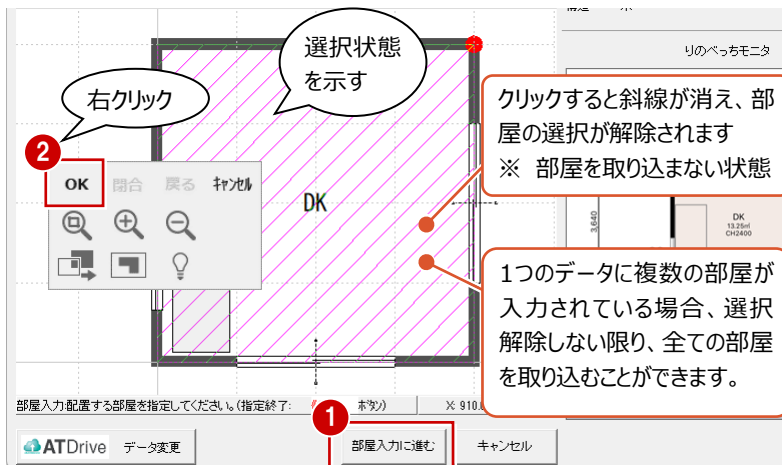 りのべっちモニタ
選択状態
を示す
右クリック
2
OK 閉合 戻る キャンセル
DK
クリックすると斜線が消え、部
屋の選択が解除されます
※ 部屋を取り込まない状態
3,640
DK
13.25㎡
CH2400
1つのデータに複数の部屋が
入力されている場合、選択
解除しない限り、全ての部屋
を取り込むことができます。
部屋入力:配置する部屋を指定してください。(指定終了: ボタン) X: 910.
1
ATDrive データ変更 部屋入力に進む キャンセル